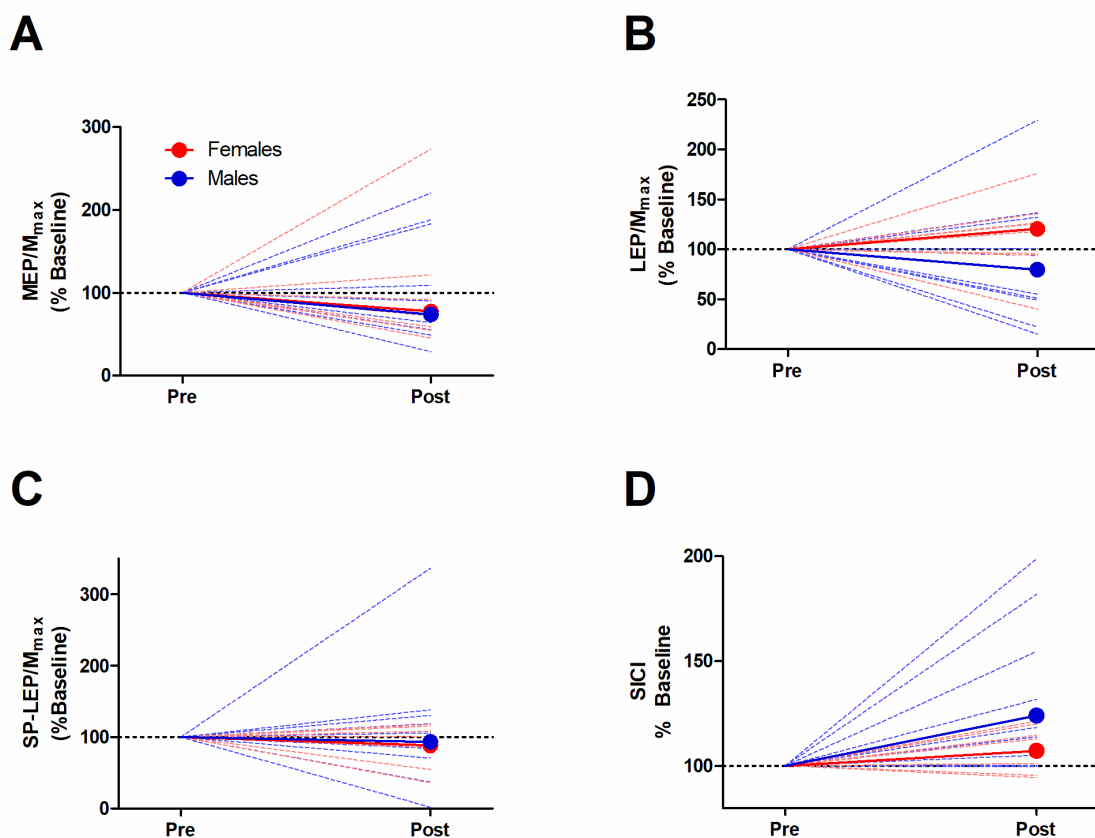 A
MEP/Mmax
(% Baseline)
300
200
100
0
Females
Males
Pre
Post
B
LEP/Mmax
(% Baseline)
250
200
150
100
50
0
Pre
Post
C
SP-LEP/Mmax
(%Baseline)
300
200
100
0
Pre
Post
D
SICI
% Baseline
200
150
100
Pre
Post